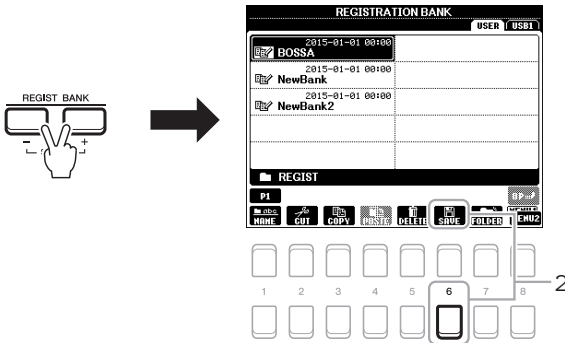 REGISTRATION BANK
USER USB1
2015-01-01 00:00
BOSSA
2015-01-01 00:00
NewBank
2015-01-01 00:00
NewBank2
REGIST BANK
- +
REGIST
P1
UP
abc
NAME CUT COPY PASTE DELETE SAVE FOLDER MENU2
1 2 3 4 5 6 7 8
2